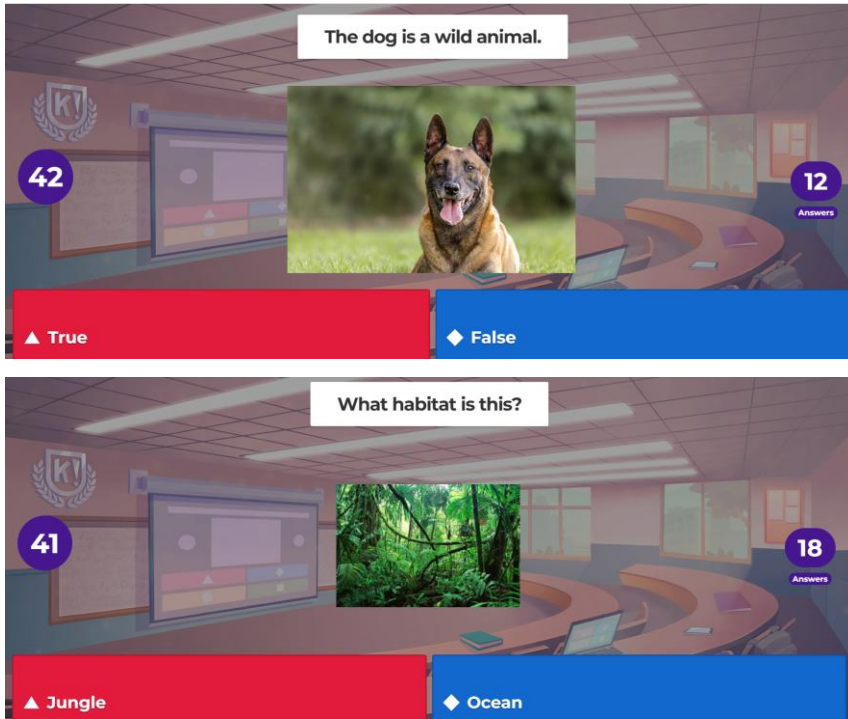 The dog is a wild animal.
K!
42
12
Answers
True
False
What habitat is this?
K!
41
18
Answers
Jungle
Ocean